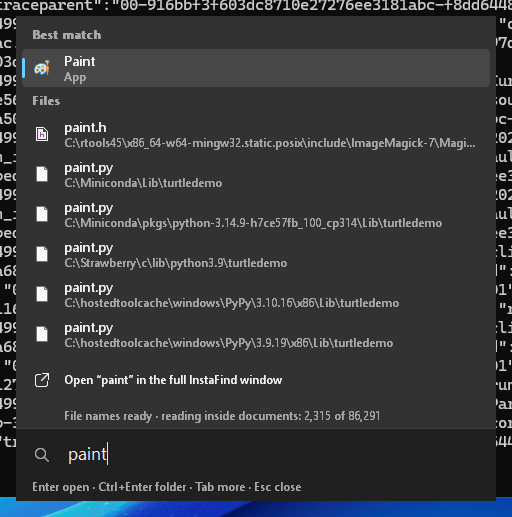 traceparent":"00-916bbf3f603dc8710e27276ee3181abc-f8dd6448
Best match
Paint
App
Files
paint.h
C:\rtools45\x86_64-w64-mingw32.static.posix\include\ImageMagick-7\Magi...
paint.py
C:\Miniconda\Lib\turtledemo
paint.py
C:\Miniconda\pkgs\python-3.14.9-h7ce57fb_100_cp314\Lib\turtledemo
paint.py
C:\Strawberry\c\lib\python3.9\turtledemo
paint.py
C:\hostedtoolcache\windows\PyPy\3.10.16\x86\Lib\turtledemo
paint.py
C:\hostedtoolcache\windows\PyPy\3.9.19\x86\Lib\turtledemo
Open “paint” in the full InstaFind window
File names ready · reading inside documents: 2,315 of 86,291
paint
Enter open · Ctrl+Enter folder · Tab more · Esc close